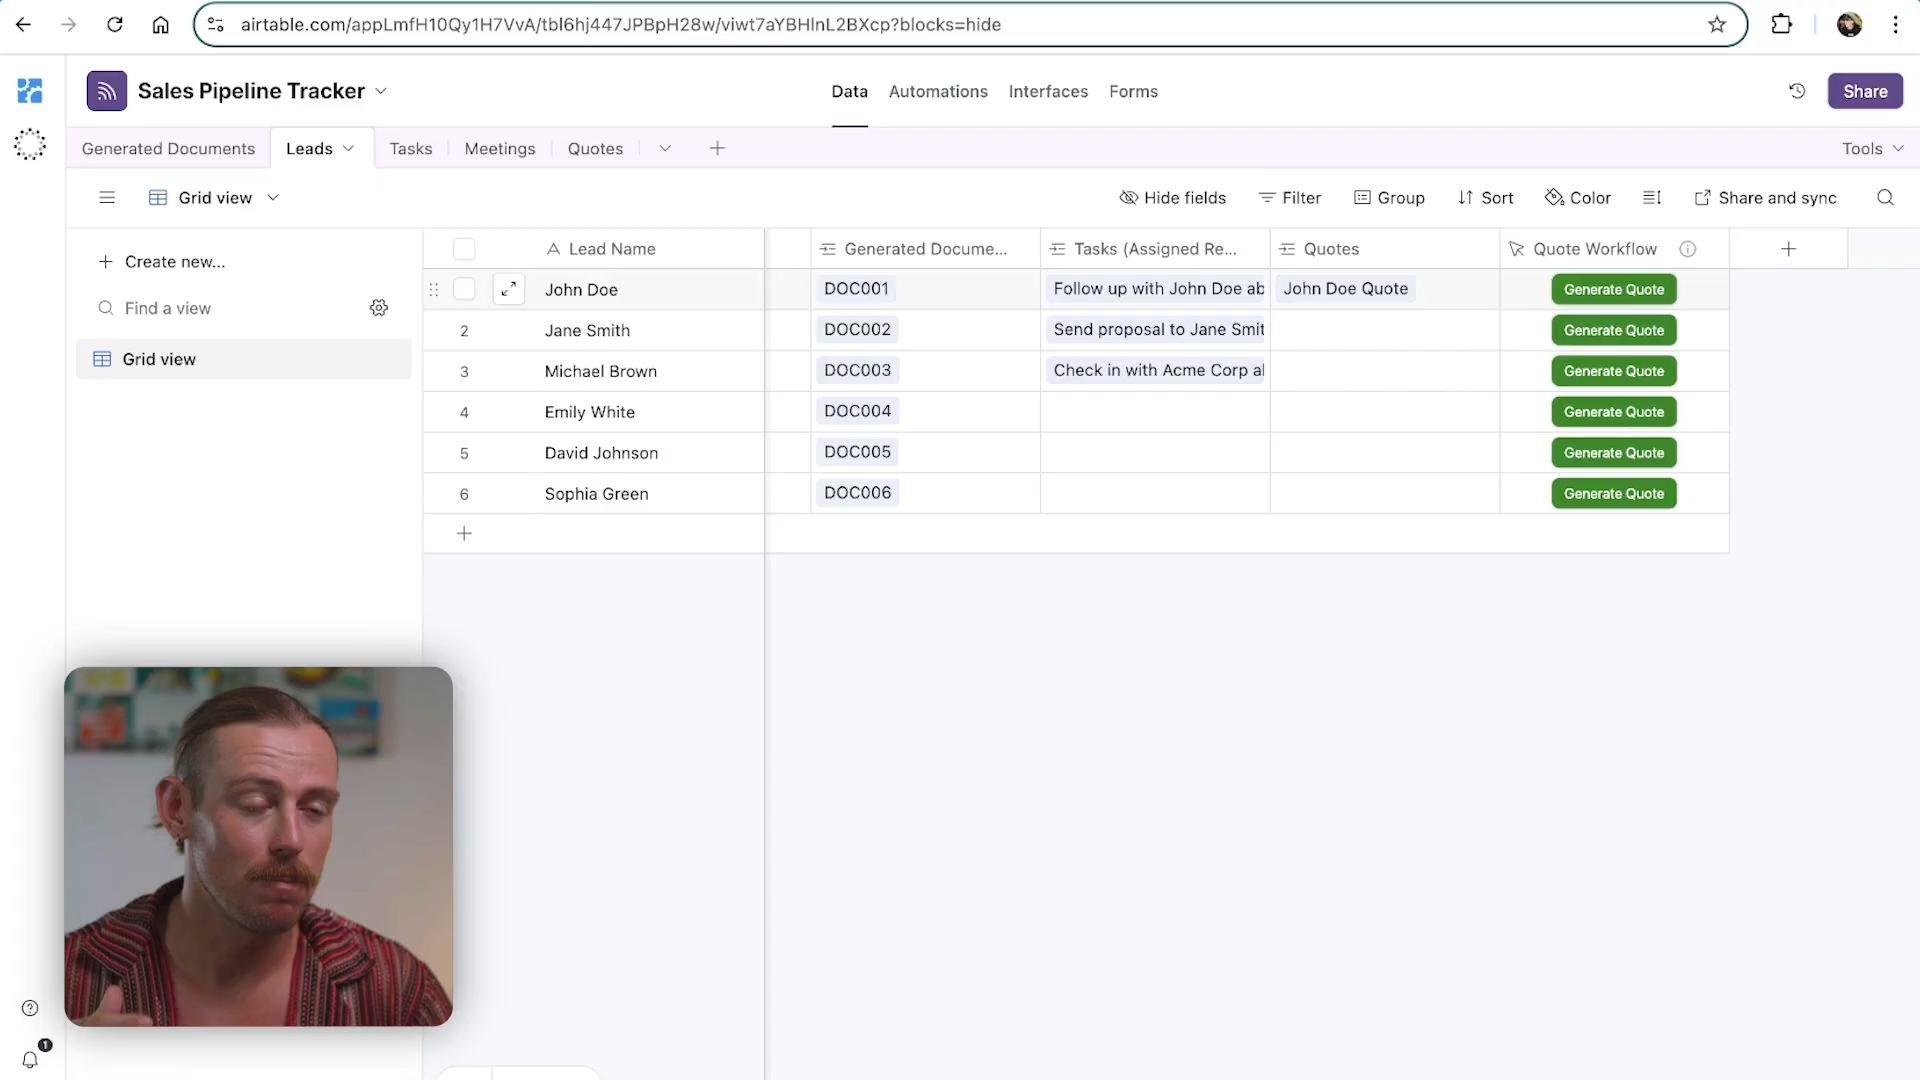 airtable.com/appLmfH10Qy1H7VvA/tbl6hj447JPBpH28w/viwt7aYBHlnL2BXcp?blocks=hide
Sales Pipeline Tracker
Data Automations Interfaces Forms
Share
Generated Documents Leads Tasks Meetings Quotes
Tools
Grid view
Hide fields Filter Group Sort Color Share and sync
Create new...
Find a view
Grid view
Lead Name Generated Docume... Tasks (Assigned Re... Quotes Quote Workflow
John Doe DOC001 Follow up with John Doe ab John Doe Quote Generate Quote
2 Jane Smith DOC002 Send proposal to Jane Smit Generate Quote
3 Michael Brown DOC003 Check in with Acme Corp al Generate Quote
4 Emily White DOC004 Generate Quote
5 David Johnson DOC005 Generate Quote
6 Sophia Green DOC006 Generate Quote
1